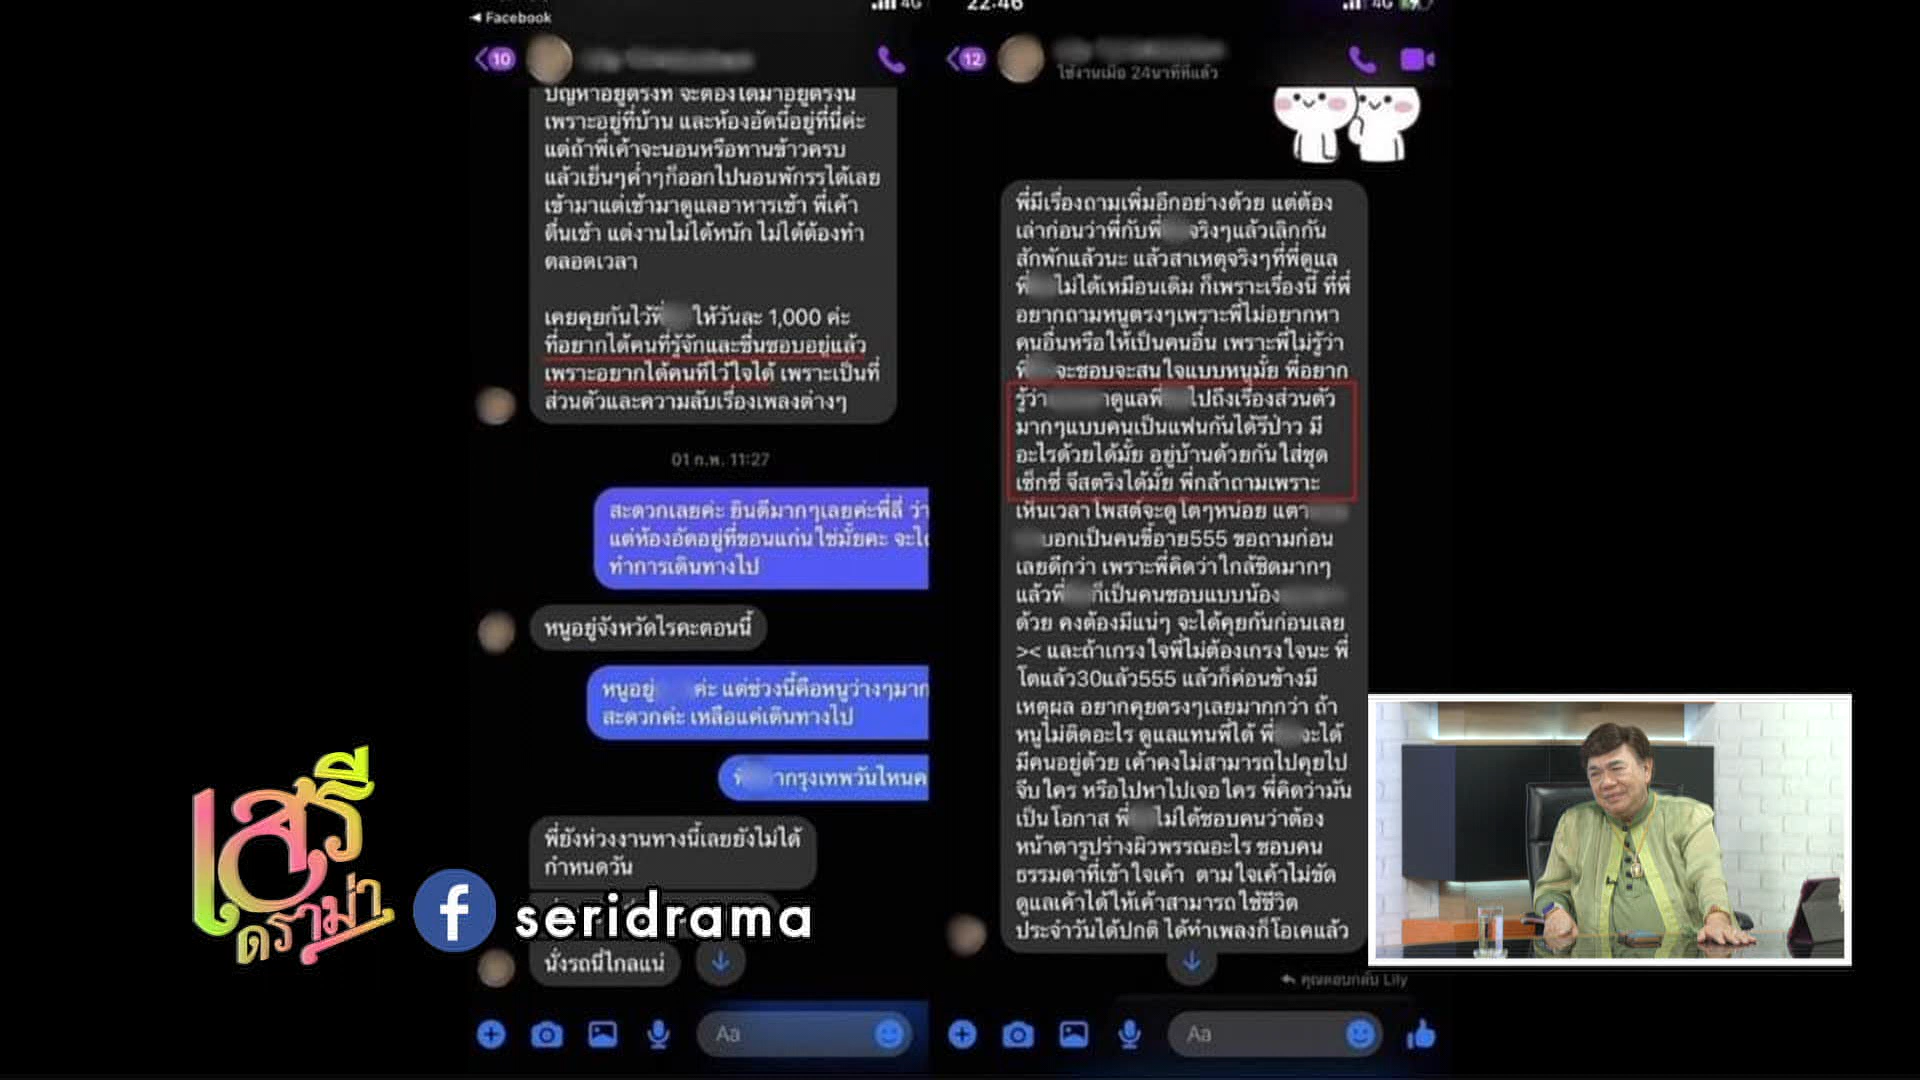 Facebook
10
ปัญหาอยู่ตรงที่ จะต้องได้มาอยู่ตรงนี้
เพราะอยู่ที่บ้าน และห้องอัดนี้อยู่ที่นี่ค่ะ
แต่ถ้าพี่เค้าจะนอนหรือทานข้าวครบ
แล้วเย็นๆค่ำๆก็ออกไปนอนพักรรได้เลย
เข้ามาแต่เช้ามาดูแลอาหารเช้า พี่เค้า
ตื่นเช้า แต่งานไม่ได้หนัก ไม่ได้ต้องทำ
ตลอดเวลา
เคยคุยกันไว้พี่ ให้วันละ 1,000 ค่ะ
ที่อยากได้คนที่รู้จักและชื่นชอบอยู่แล้ว
เพราะอยากได้คนที่ไว้ใจได้ เพราะเป็นที่
ส่วนตัวและความลับเรื่องเพลงต่างๆ
01 ก.พ. 11:27
สะดวกเลยค่ะ ยินดีมากๆเลยค่ะพี่ลี่ ว่า
แต่ห้องอัดอยู่ที่ขอนแก่นใช่มั้ยคะ จะได้
ทำการเดินทางไป
หนูอยู่จังหวัดไรคะตอนนี้
หนูอยู่ ค่ะ แต่ช่วงนี้คือหนูว่างๆมาก
สะดวกค่ะ เหลือแค่เดินทางไป
ากรุงเทพวันไหนค
พี่ยังห่วงงานทางนี้เลยยังไม่ได้
กำหนดวัน
นั่งรถนี่ไกลแน่
Aa
22:46
4G
12
ใช้งานเมื่อ 24นาทีที่แล้ว
พี่มีเรื่องถามเพิ่มอีกอย่างด้วย แต่ต้อง
เล่าก่อนว่าพี่กับพี่ จริงๆแล้วเลิกกัน
สักพักแล้วนะ แล้วสาเหตุจริงๆที่พี่ดูแล
พี่ ไม่ได้เหมือนเดิม ก็เพราะเรื่องนี้ ที่พี่
อยากถามหนูตรงๆเพราะพี่ไม่อยากหา
คนอื่นหรือให้เป็นคนอื่น เพราะพี่ไม่รู้ว่า
พี่ จะชอบจะสนใจแบบหนูมั้ย พี่อยาก
รู้ว่า าดูแลพี่ ไปถึงเรื่องส่วนตัว
มากๆแบบคนเป็นแฟนกันได้รึป่าว มี
อะไรด้วยได้มั้ย อยู่บ้านด้วยกันใส่ชุด
เซ็กซี่ จีสตริงได้มั้ย พี่กล้าถามเพราะ
เห็นเวลาโพสต์จะดูโตๆหน่อย แต่
บอกเป็นคนขี้อาย555 ขอถามก่อน
เลยดีกว่า เพราะพี่คิดว่าใกล้ชิดมากๆ
แล้วพี่ ก็เป็นคนชอบแบบน้อง
ด้วย คงต้องมีแน่ๆ จะได้คุยกันก่อนเลย
>< และถ้าเกรงใจพี่ไม่ต้องเกรงใจนะ พี่
โตแล้ว30แล้ว555 แล้วก็ค่อนข้างมี
เหตุผล อยากคุยตรงๆเลยมากกว่า ถ้า
หนูไม่ติดอะไร ดูแลแทนพี่ได้ พี่ จะได้
มีคนอยู่ด้วย เค้าคงไม่สามารถไปคุยไป
จีบใคร หรือไปหาไปเจอใคร พี่คิดว่ามัน
เป็นโอกาส พี่ ไม่ได้ชอบคนว่าต้อง
หน้าตารูปร่างผิวพรรณอะไร ชอบคน
ธรรมดาที่เข้าใจเค้า ตามใจเค้าไม่ขัด
ดูแลเค้าได้ให้เค้าสามารถใช้ชีวิต
ประจำวันได้ปกติ ได้ทำเพลงก็โอเคแล้ว
คุณตอบกลับ Lily
Aa
เสรี
ดราม่า
f seridrama